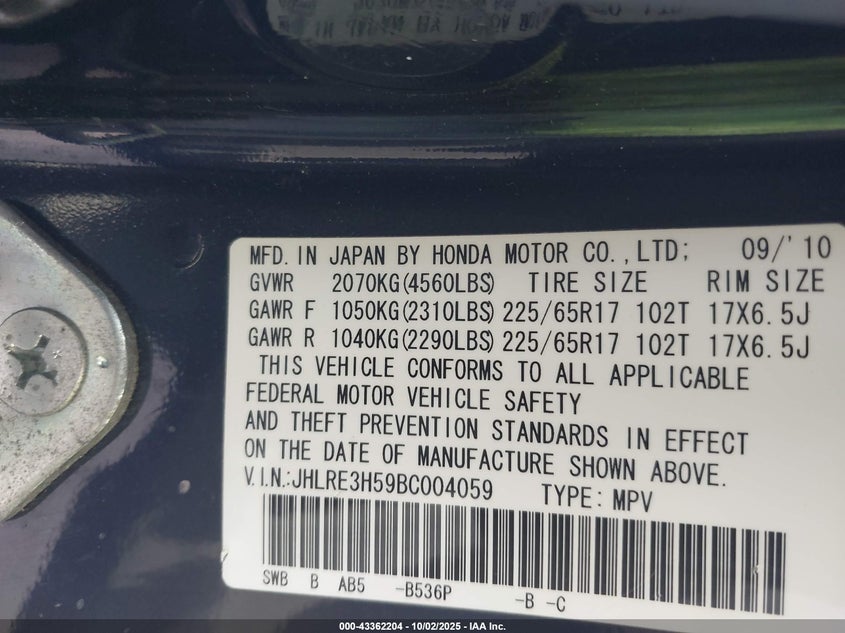 MFD. IN JAPAN BY HONDA MOTOR CO.,LTD; 09/'10
GVWR 2070KG(4560LBS) TIRE SIZE RIM SIZE
GAWR F 1050KG(2310LBS) 225/65R17 102T 17X6.5J
GAWR R 1040KG(2290LBS) 225/65R17 102T 17X6.5J
THIS VEHICLE CONFORMS TO ALL APPLICABLE
FEDERAL MOTOR VEHICLE SAFETY
AND THEFT PREVENTION STANDARDS IN EFFECT
ON THE DATE OF MANUFACTURE SHOWN ABOVE.
V.I.N.:JHLRE3H59BC004059 TYPE: MPV
SWB B AB5 -B536P -B -C
000-43362204 - 10/02/2025 - IAA Inc.